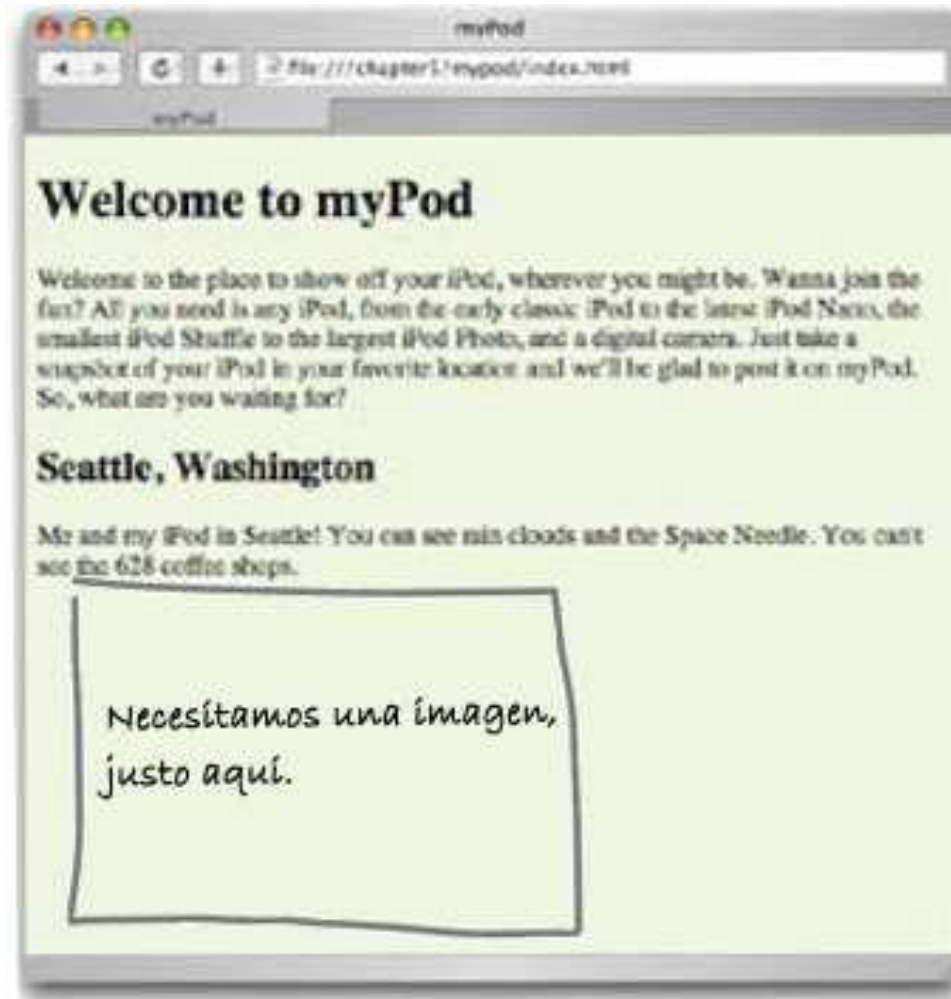 myPod
file:///chapter5/mypod/index.html
myPod
Welcome to myPod
Welcome to the place to show off your iPod, wherever you might be. Wanna join the
fun? All you need is any iPod, from the early classic iPod to the latest iPod Nano, the
smallest iPod Shuffle to the largest iPod Photo, and a digital camera. Just take a
snapshot of your iPod in your favorite location and we'll be glad to post it on myPod.
So, what are you waiting for?
Seattle, Washington
Me and my iPod in Seattle! You can see rain clouds and the Space Needle. You can't
see the 628 coffee shops.
Necesitamos una imagen,
justo aquí.